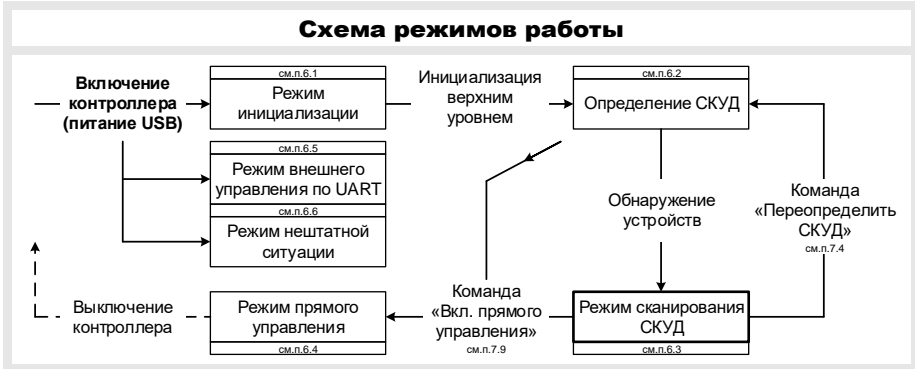 Схема режимов работы
Включение
контроллера
(питание USB)
см.п.6.1
Режим
инициализации
Инициализация
верхним
уровнем
см.п.6.2
Определение СКУД
см.п.6.5
Режим внешнего
управления по UART
см.п.6.6
Режим нештатной
ситуации
Обнаружение
устройств
Команда
«Переопределить
СКУД»
см.п.7.4
Выключение
контроллера
Режим прямого
управления
см.п.6.4
Команда
«Вкл. прямого
управления»
см.п.7.9
Режим сканирования
СКУД
см.п.6.3